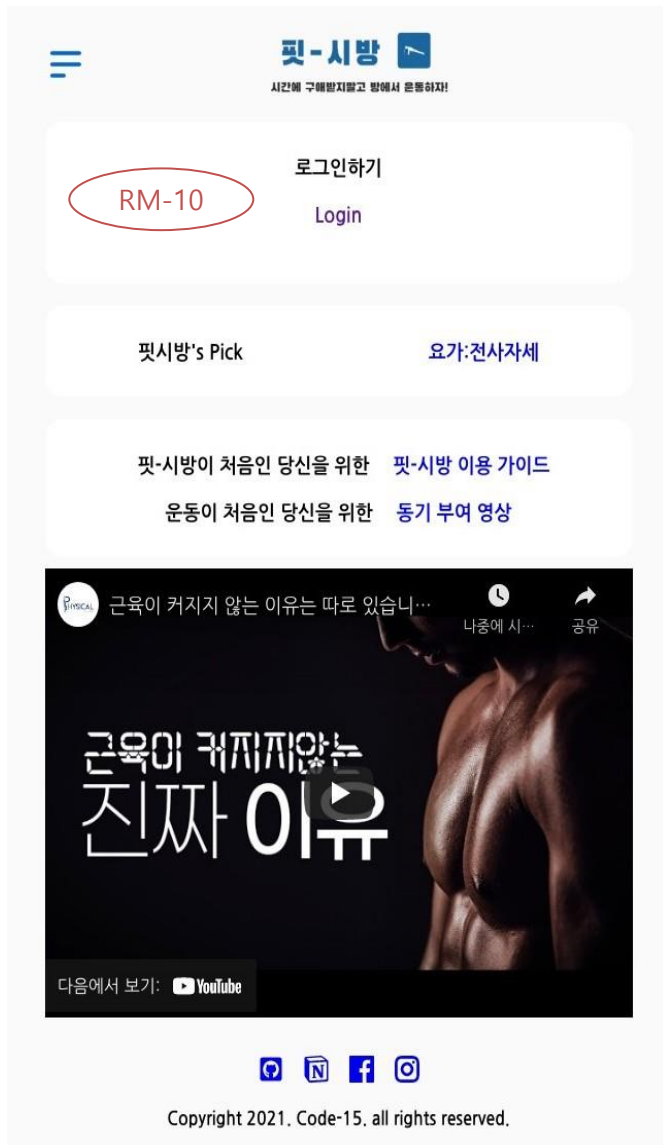 핏-시방
시간에 구애받지말고 방에서 운동하자!
로그인하기
RM-10
Login
핏시방's Pick 요가:전사자세
핏-시방이 처음인 당신을 위한 핏-시방 이용 가이드
운동이 처음인 당신을 위한 동기 부여 영상
PHYSICAL 근육이 커지지 않는 이유는 따로 있습니…
나중에 시… 공유
근육이 커지지않는
진짜 이유
다음에서 보기: YouTube
N f
Copyright 2021. Code-15. all rights reserved.